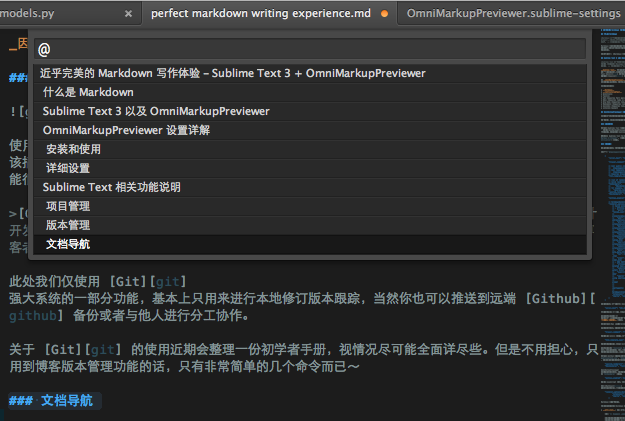 models.py
perfect markdown writing experience.md
OmniMarkupPreviewer.sublime-settings
_因
@
近乎完美的 Markdown 写作体验 – Sublime Text 3 + OmniMarkupPreviewer
什么是 Markdown
Sublime Text 3 以及 OmniMarkupPreviewer
OmniMarkupPreviewer 设置详解
安装和使用
详细设置
Sublime Text 相关功能说明
项目管理
版本管理
文档导航
###
![g
使用
该
能
>[G
开发
客
此处我们仅使用 [Git][git]
强大系统的一部分功能，基本上只用来进行本地修订版本跟踪，当然你也可以推送到远端 [Github][
github] 备份或者与他人进行分工协作。
关于 [Git][git] 的使用近期会整理一份初学者手册，视情况尽可能全面详尽些。但是不用担心，只
用到博客版本管理功能的话，只有非常简单的几个命令而已～
### 文档导航